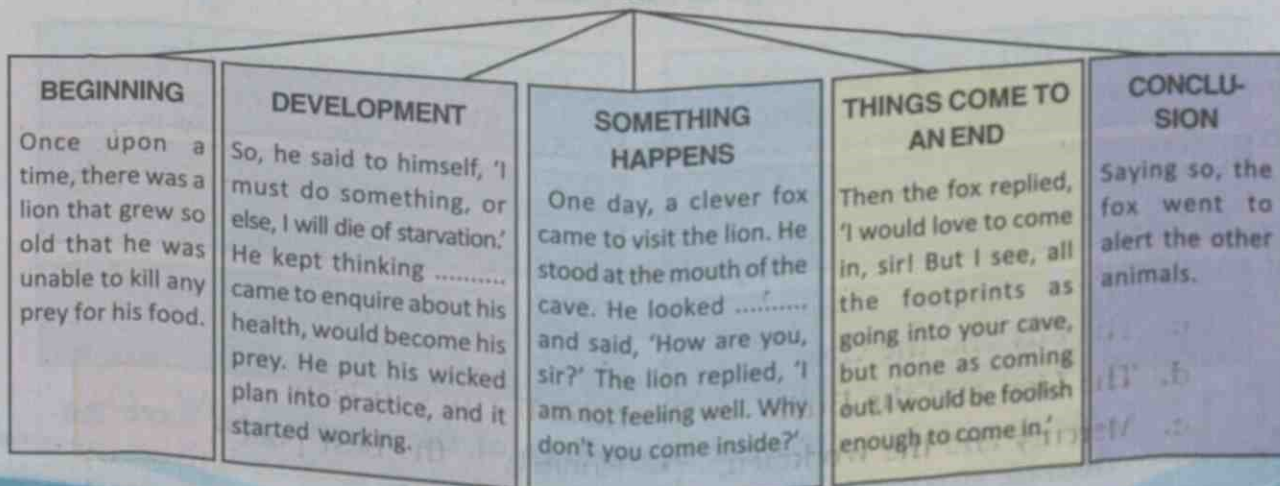 BEGINNING
Once upon a
time, there was a
lion that grew so
old that he was
unable to kill any
prey for his food.
DEVELOPMENT
So, he said to himself, 'I
must do something, or
else, I will die of starvation.'
He kept thinking ..........
came to enquire about his
health, would become his
prey. He put his wicked
plan into practice, and it
started working.
SOMETHING
HAPPENS
One day, a clever fox
came to visit the lion. He
stood at the mouth of the
cave. He looked ..........
and said, 'How are you,
sir?' The lion replied, 'I
am not feeling well. Why
don't you come inside?'
THINGS COME TO
AN END
Then the fox replied,
'I would love to come
in, sir! But I see, all
the footprints as
going into your cave,
but none as coming
out. I would be foolish
enough to come in.'
CONCLU-
SION
Saying so, the
fox went to
alert the other
animals.